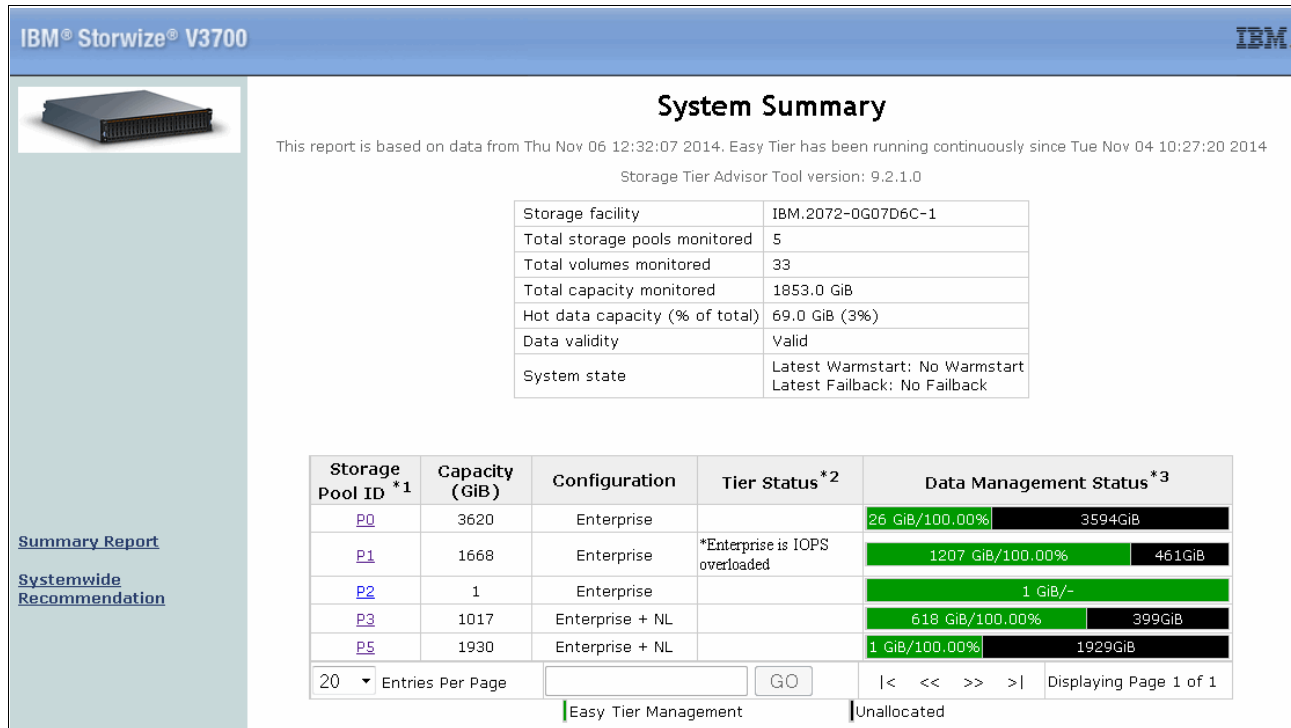 IBM® Storwize® V3700
IBM.
System Summary
This report is based on data from Thu Nov 06 12:32:07 2014. Easy Tier has been running continuously since Tue Nov 04 10:27:20 2014
Storage Tier Advisor Tool version: 9.2.1.0
Storage facility IBM.2072-0G07D6C-1
Total storage pools monitored 5
Total volumes monitored 33
Total capacity monitored 1853.0 GiB
Hot data capacity (% of total) 69.0 GiB (3%)
Data validity Valid
System state Latest Warmstart: No Warmstart
Latest Failback: No Failback
Summary Report
Systemwide
Recommendation
Storage Pool ID *1 Capacity (GiB) Configuration Tier Status*2 Data Management Status*3
P0 3620 Enterprise 26 GiB/100.00% 3594GiB
P1 1668 Enterprise *Enterprise is IOPS overloaded 1207 GiB/100.00% 461GiB
P2 1 Enterprise 1 GiB/-
P3 1017 Enterprise + NL 618 GiB/100.00% 399GiB
P5 1930 Enterprise + NL 1 GiB/100.00% 1929GiB
20 Entries Per Page GO |< << >> >| Displaying Page 1 of 1
Easy Tier Management Unallocated